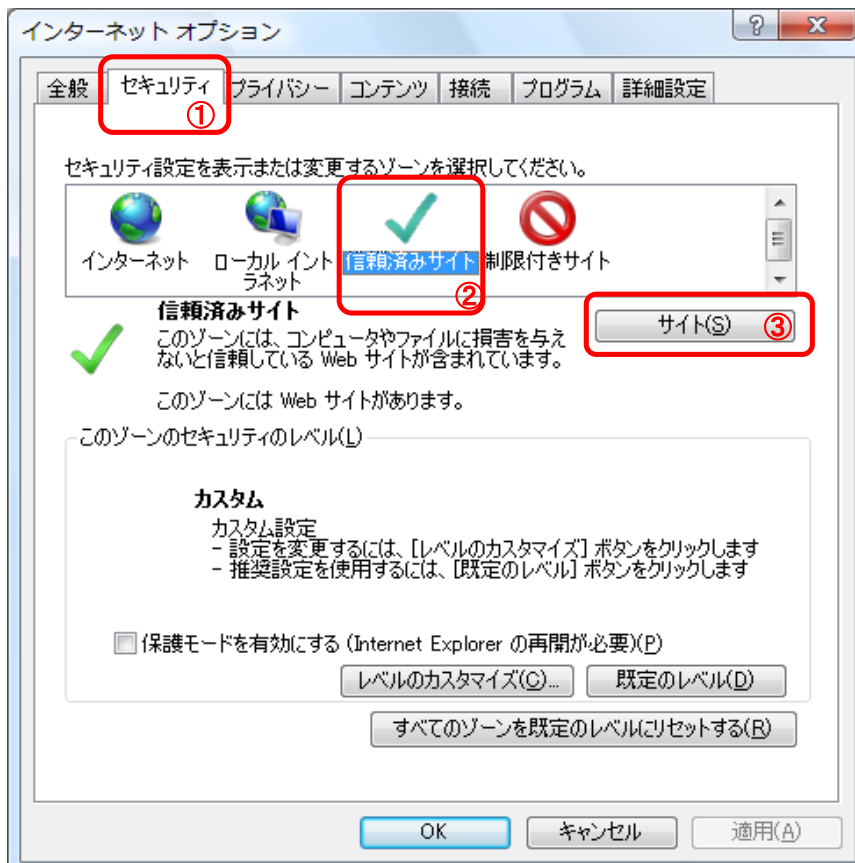 インターネット オプション
?
X
全般 セキュリティ プライバシー コンテンツ 接続 プログラム 詳細設定
①
セキュリティ設定を表示または変更するゾーンを選択してください。
インターネット
ローカル イント
ラネット
信頼済みサイト
制限付きサイト
②
信頼済みサイト
このゾーンには、コンピュータやファイルに損害を与え
ないと信頼している Web サイトが含まれています。
このゾーンには Web サイトがあります。
サイト(S)
③
このゾーンのセキュリティのレベル(L)
カスタム
カスタム設定
- 設定を変更するには、[レベルのカスタマイズ] ボタンをクリックします
- 推奨設定を使用するには、[既定のレベル] ボタンをクリックします
保護モードを有効にする (Internet Explorer の再開が必要)(P)
レベルのカスタマイズ(C)...
既定のレベル(D)
すべてのゾーンを既定のレベルにリセットする(R)
OK
キャンセル
適用(A)